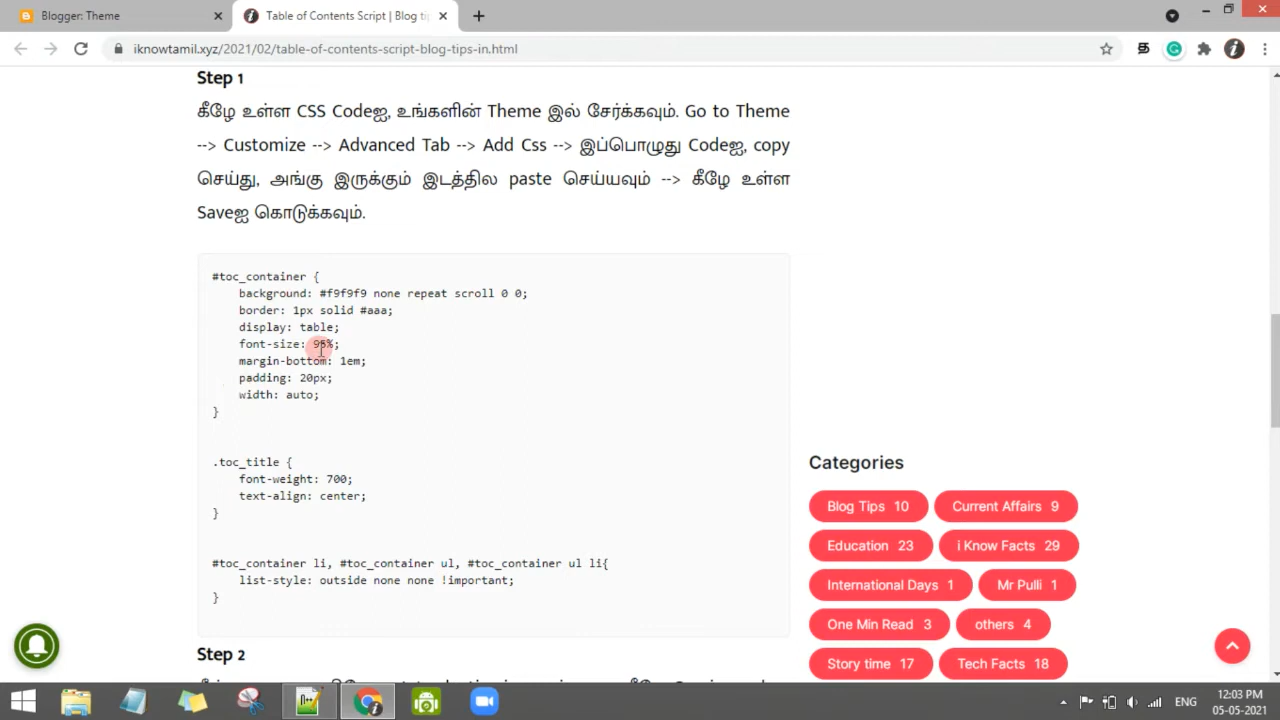 Blogger: Theme
Table of Contents Script | Blog tip
iknowtamil.xyz/2021/02/table-of-contents-script-blog-tips-in.html
Step 1
கீழே உள்ள CSS Codeஐ, உங்களின் Theme இல் சேர்க்கவும். Go to Theme
--> Customize --> Advanced Tab --> Add Css --> இப்பொழுது Codeஐ, copy
செய்து, அங்கு இருக்கும் இடத்தில paste செய்யவும் --> கீழே உள்ள
Saveஐ கொடுக்கவும்.
#toc_container {
background: #f9f9f9 none repeat scroll 0 0;
border: 1px solid #aaa;
display: table;
font-size: 95%;
margin-bottom: 1em;
padding: 20px;
width: auto;
}
.toc_title {
font-weight: 700;
text-align: center;
}
#toc_container li, #toc_container ul, #toc_container ul li{
list-style: outside none none !important;
}
Step 2
Categories
Blog Tips 10
Current Affairs 9
Education 23
i Know Facts 29
International Days 1
Mr Pulli 1
One Min Read 3
others 4
Story time 17
Tech Facts 18
ENG
12:03 PM
05-05-2021